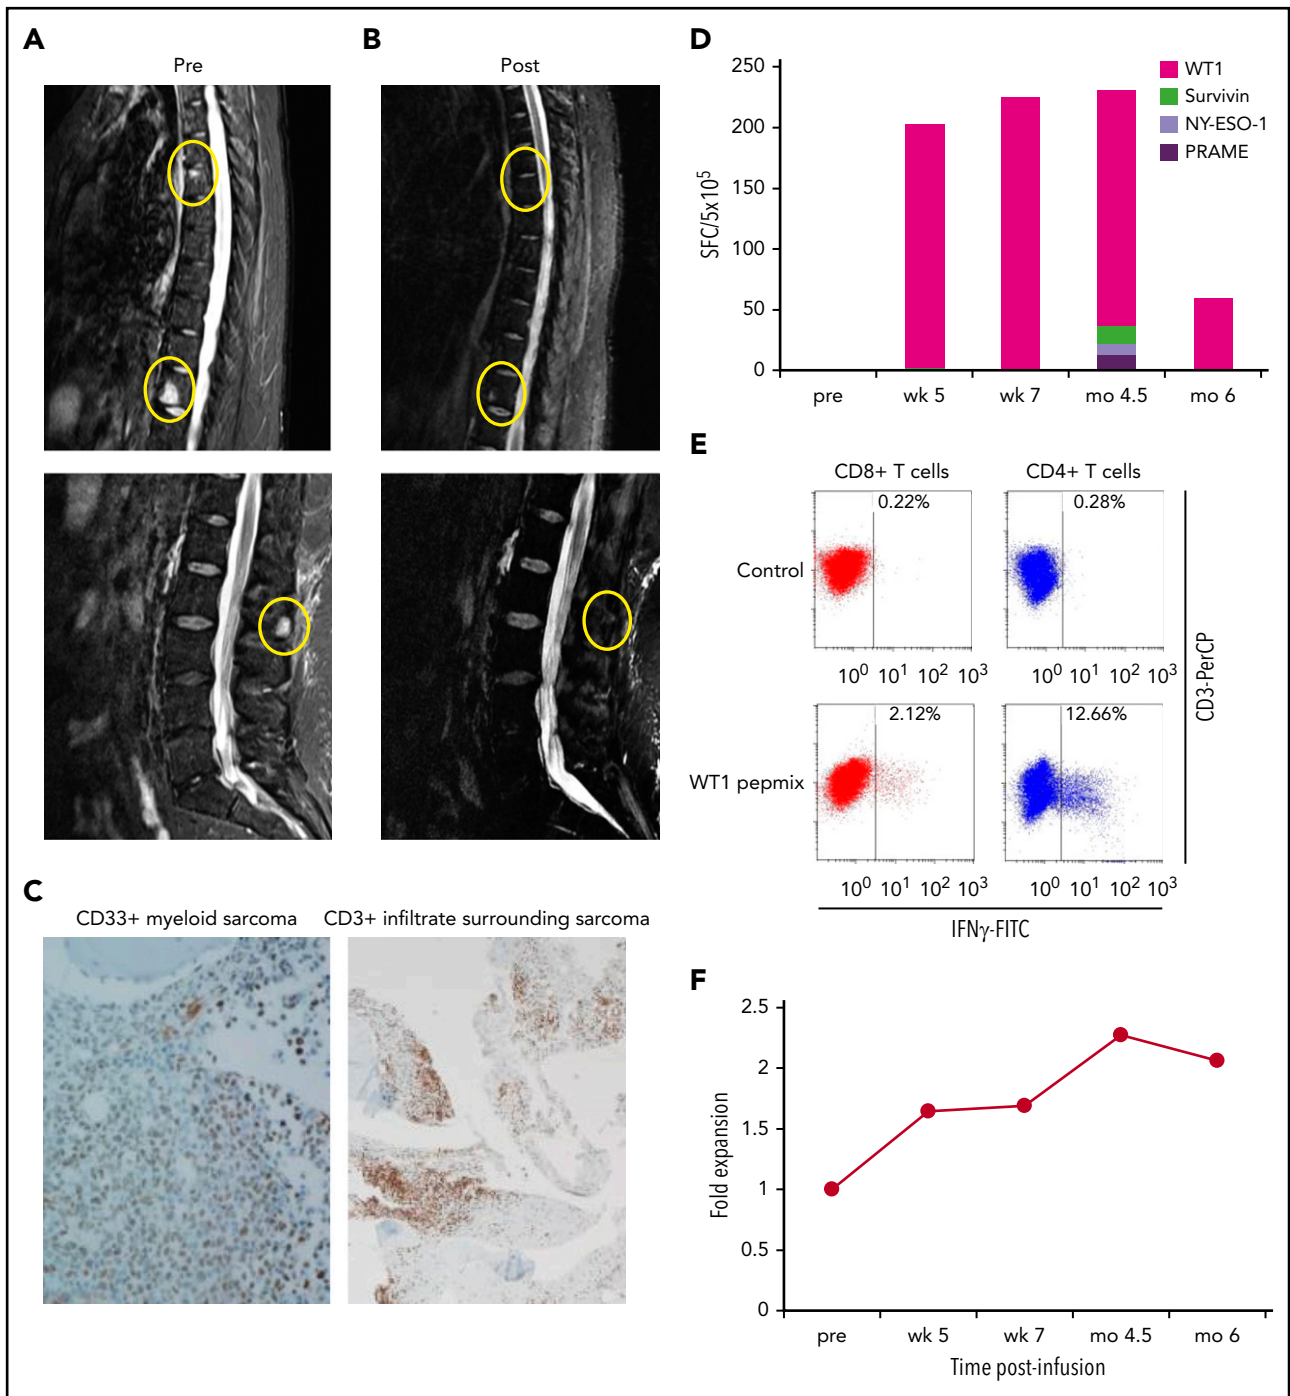 A
Pre
B
Post
C
CD33+ myeloid sarcoma
CD3+ infiltrate surrounding sarcoma
D
250
200
150
100
50
0
SFC/5x10⁵
WT1
Survivin
NY-ESO-1
PRAME
pre
wk 5
wk 7
mo 4.5
mo 6
E
CD8+ T cells
CD4+ T cells
Control
0.22%
0.28%
10⁰ 10¹ 10² 10³
10⁰ 10¹ 10² 10³
WT1 pepmix
2.12%
12.66%
10⁰ 10¹ 10² 10³
10⁰ 10¹ 10² 10³
CD3-PerCP
IFNγ-FITC
F
2.5
2
1.5
1
0.5
0
Fold expansion
pre
wk 5
wk 7
mo 4.5
mo 6
Time post-infusion